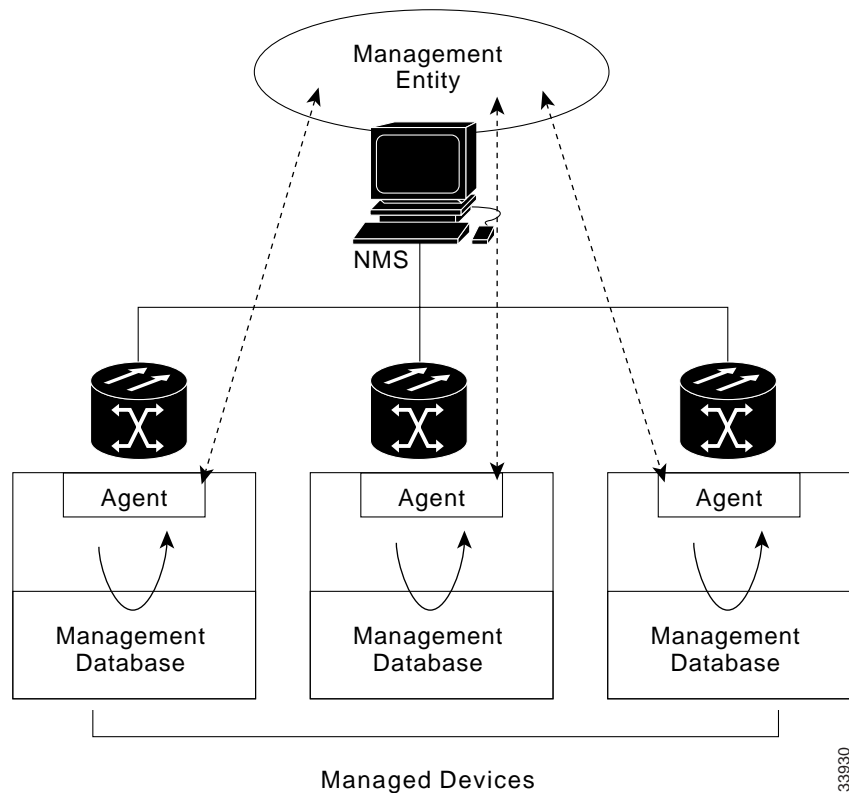 Management
Entity
NMS
Agent
Agent
Agent
Management
Database
Management
Database
Management
Database
Managed Devices
33930